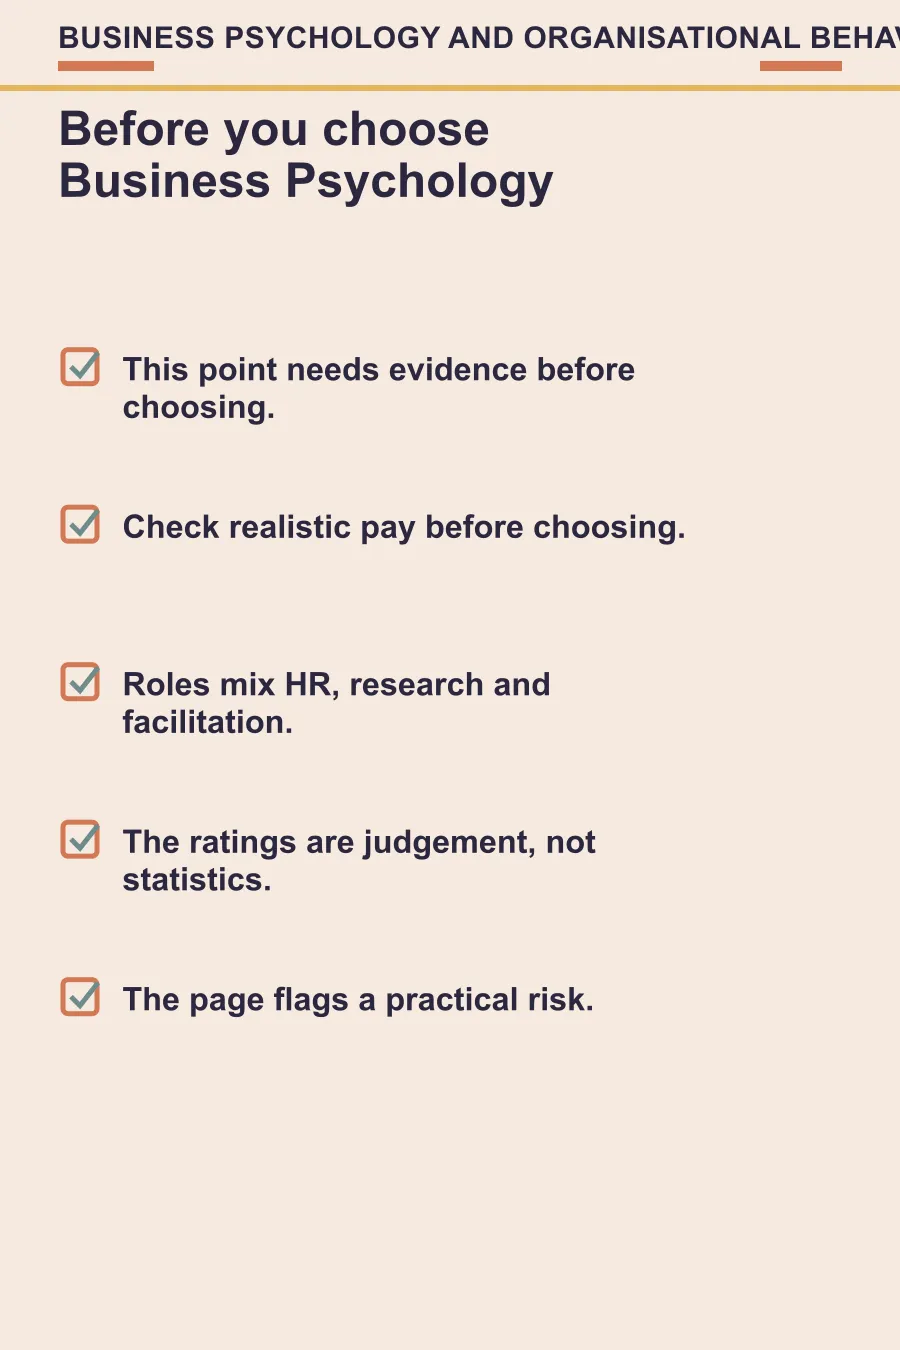 BUSINESS PSYCHOLOGY AND ORGANISATIONAL BEHAV
Before you choose
Business Psychology
This point needs evidence before
choosing.
Check realistic pay before choosing.
Roles mix HR, research and
facilitation.
The ratings are judgement, not
statistics.
The page flags a practical risk.